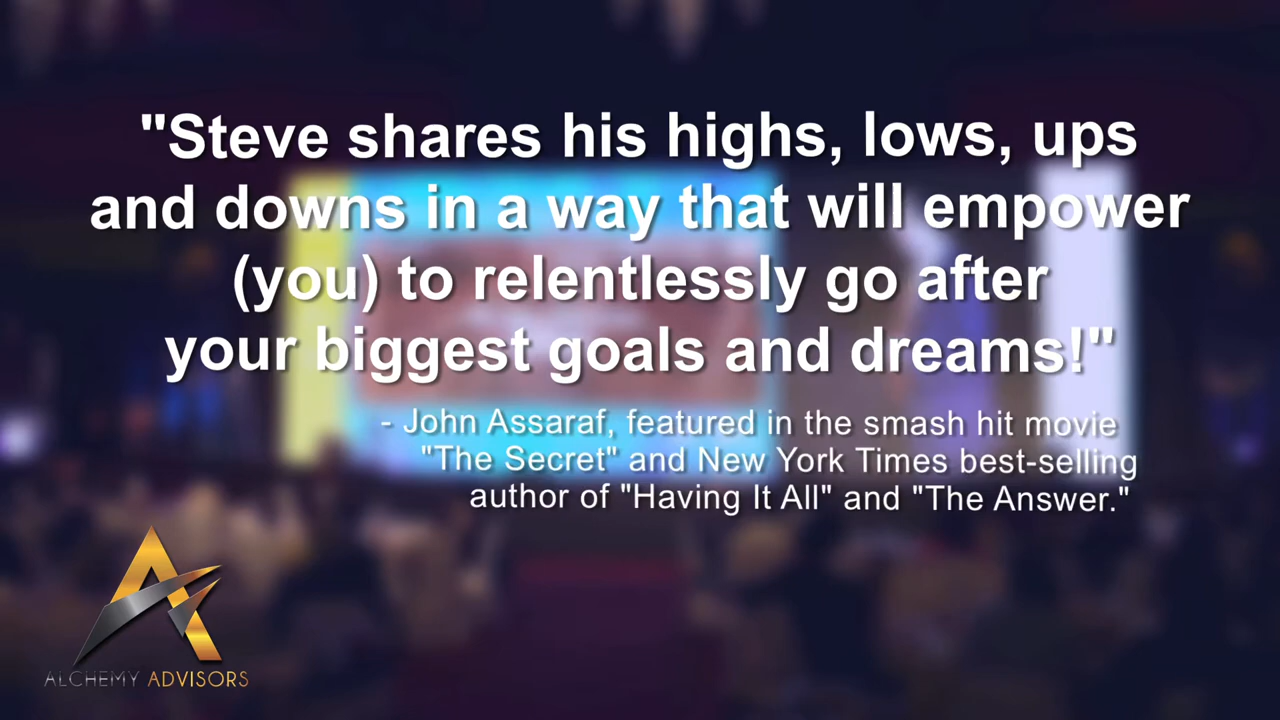 "Steve shares his highs, lows, ups
and downs in a way that will empower
(you) to relentlessly go after
your biggest goals and dreams!"
- John Assaraf, featured in the smash hit movie
"The Secret" and New York Times best-selling
author of "Having It All" and "The Answer."
ALCHEMY ADVISORS